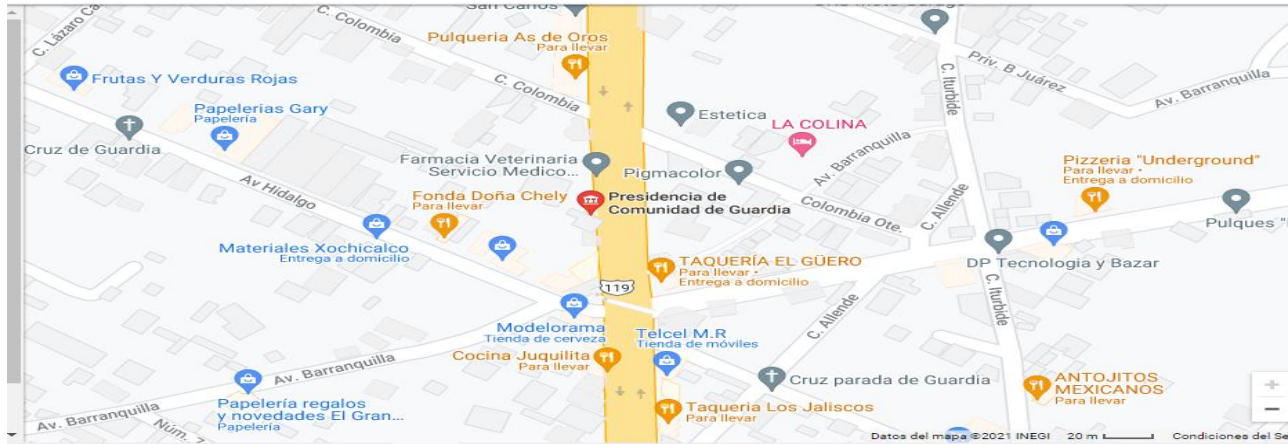 San Carlos
C. Lázaro Ca
C. Colombia
Pulqueria As de Oros
Para llevar
Priv. B Juárez
C. Iturbide
Av. Barranquilla
Frutas Y Verduras Rojas
C. Colombia
Papelerias Gary
Papelería
Estetica
LA COLINA
Cruz de Guardia
Av. Barranquilla
Farmacia Veterinaria
Servicio Medico...
Pigmacolor
Pizzeria "Underground"
Para llevar •
Entrega a domicilio
Av Hidalgo
Fonda Doña Chely
Para llevar
Presidencia de
Comunidad de Guardia
Colombia Ote.
C. Allende
Pulques "
Materiales Xochicalco
Entrega a domicilio
TAQUERÍA EL GÜERO
Para llevar •
Entrega a domicilio
DP Tecnologia y Bazar
119
C. Iturbide
C. Allende
Modelorama
Tienda de cerveza
Telcel M.R
Tienda de móviles
Cocina Juquilita
Para llevar
Av. Barranquilla
Cruz parada de Guardia
ANTOJITOS
MEXICANOS
Para llevar
Av. Barranquilla
Papelería regalos
y novedades El Gran...
Papelería
Taqueria Los Jaliscos
Para llevar
Núm. 7
Datos del mapa ©2021 INEGI
20 m
Condiciones del Se